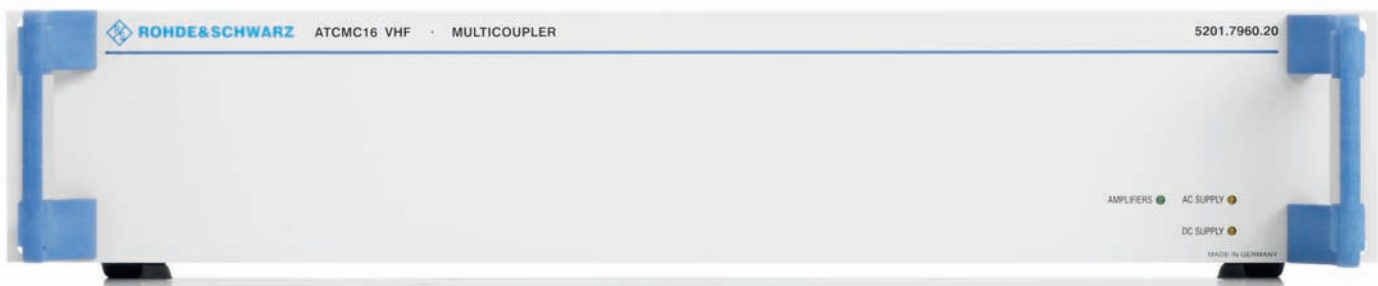 ROHDE&SCHWARZ ATCMC16 VHF · MULTICOUPLER 5201.7960.20
AMPLIFIERS AC SUPPLY
DC SUPPLY
MADE IN GERMANY